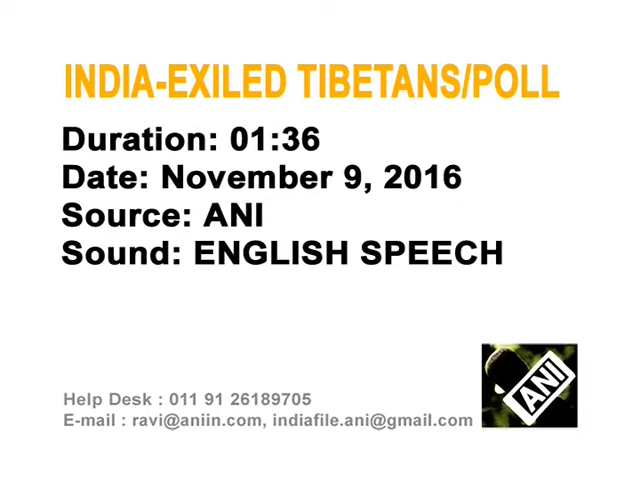 INDIA-EXILED TIBETANS/POLL
Duration: 01:36
Date: November 9, 2016
Source: ANI
Sound: ENGLISH SPEECH
Help Desk : 011 91 26189705
E-mail : ravi@aniin.com, indiafile.ani@gmail.com
ANI